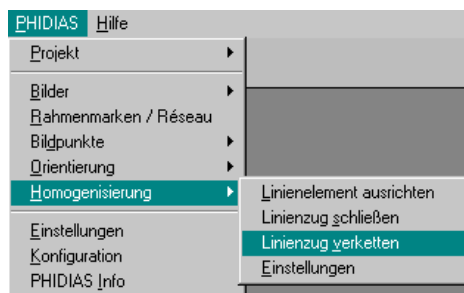 PHIDIAS Hilfe
Projekt
Bilder
Rahmenmarken / Réseau
Bildpunkte
Orientierung
Homogenisierung
Einstellungen
Konfiguration
PHIDIAS Info
Linienelement ausrichten
Linienzug schließen
Linienzug verketten
Einstellungen